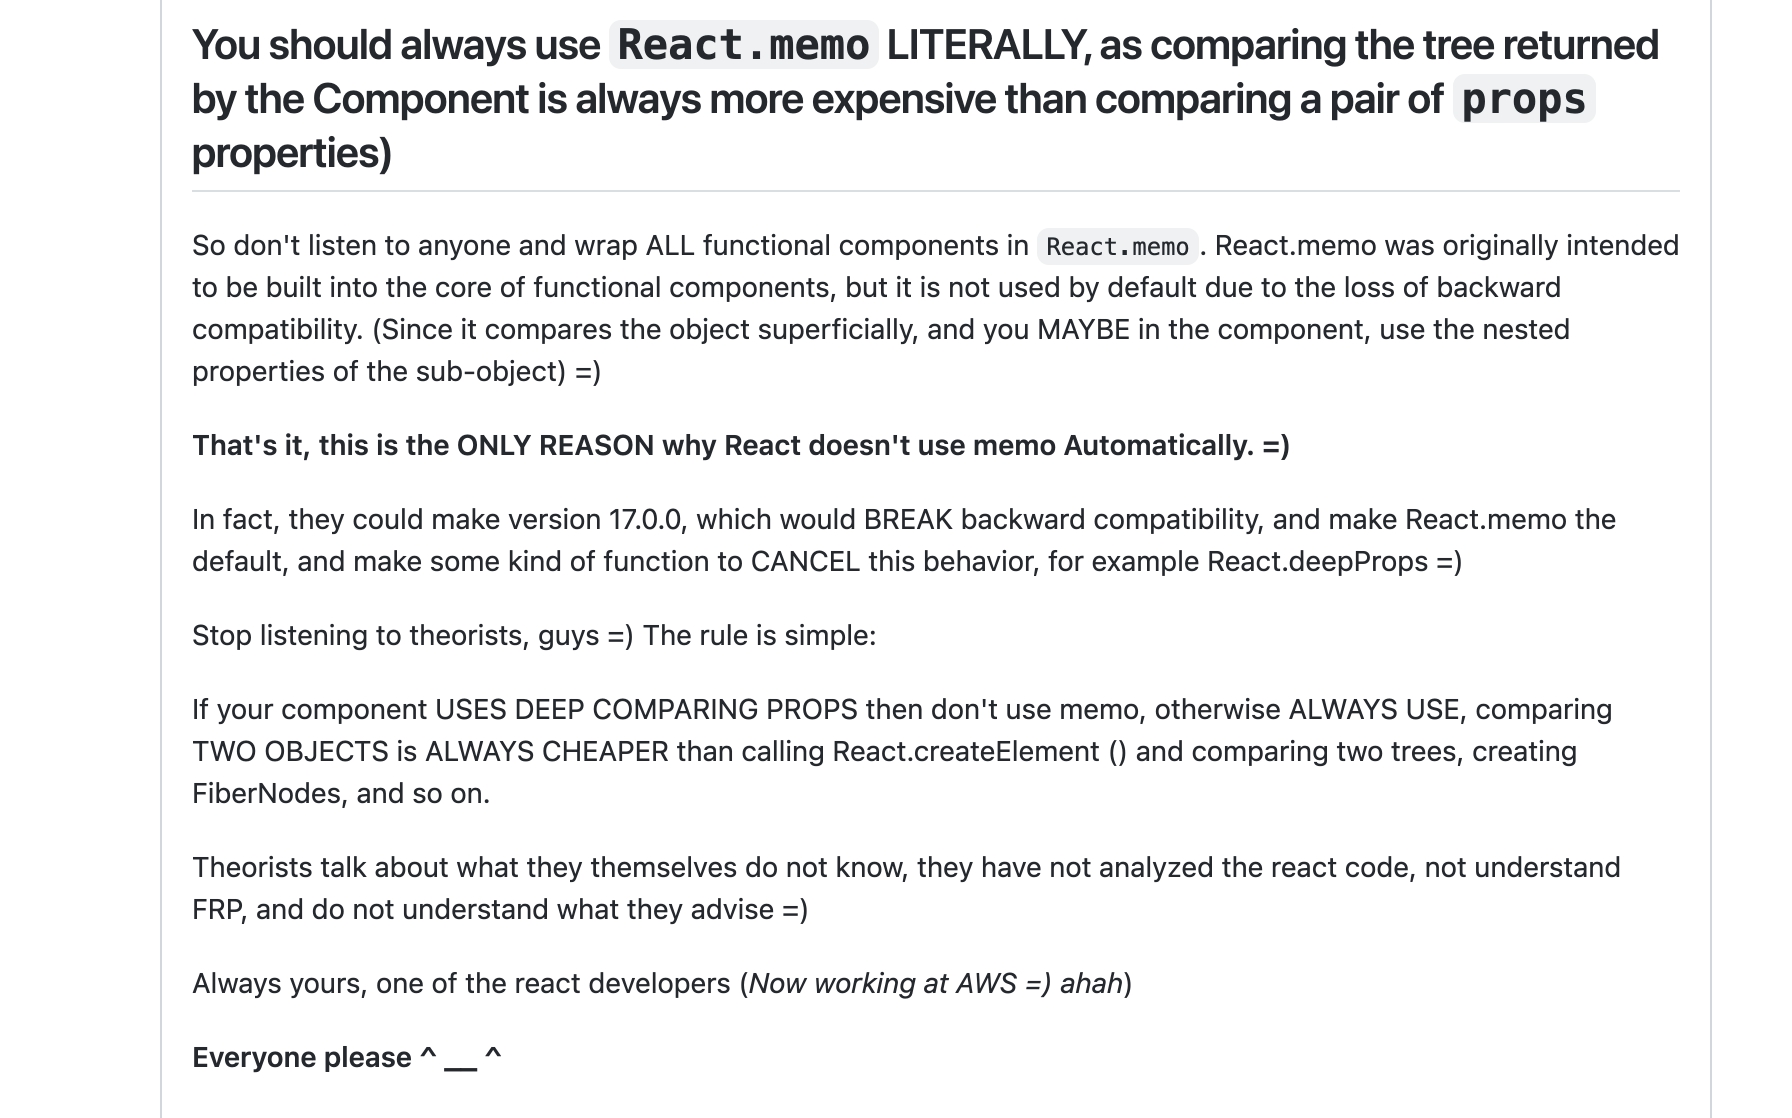 You should always use React.memo LITERALLY, as comparing the tree returned
by the Component is always more expensive than comparing a pair of props
properties)
So don't listen to anyone and wrap ALL functional components in React.memo. React.memo was originally intended
to be built into the core of functional components, but it is not used by default due to the loss of backward
compatibility. (Since it compares the object superficially, and you MAYBE in the component, use the nested
properties of the sub-object) =)
That's it, this is the ONLY REASON why React doesn't use memo Automatically. =)
In fact, they could make version 17.0.0, which would BREAK backward compatibility, and make React.memo the
default, and make some kind of function to CANCEL this behavior, for example React.deepProps =)
Stop listening to theorists, guys =) The rule is simple:
If your component USES DEEP COMPARING PROPS then don't use memo, otherwise ALWAYS USE, comparing
TWO OBJECTS is ALWAYS CHEAPER than calling React.createElement () and comparing two trees, creating
FiberNodes, and so on.
Theorists talk about what they themselves do not know, they have not analyzed the react code, not understand
FRP, and do not understand what they advise =)
Always yours, one of the react developers (Now working at AWS =) ahah)
Everyone please ^ __ ^